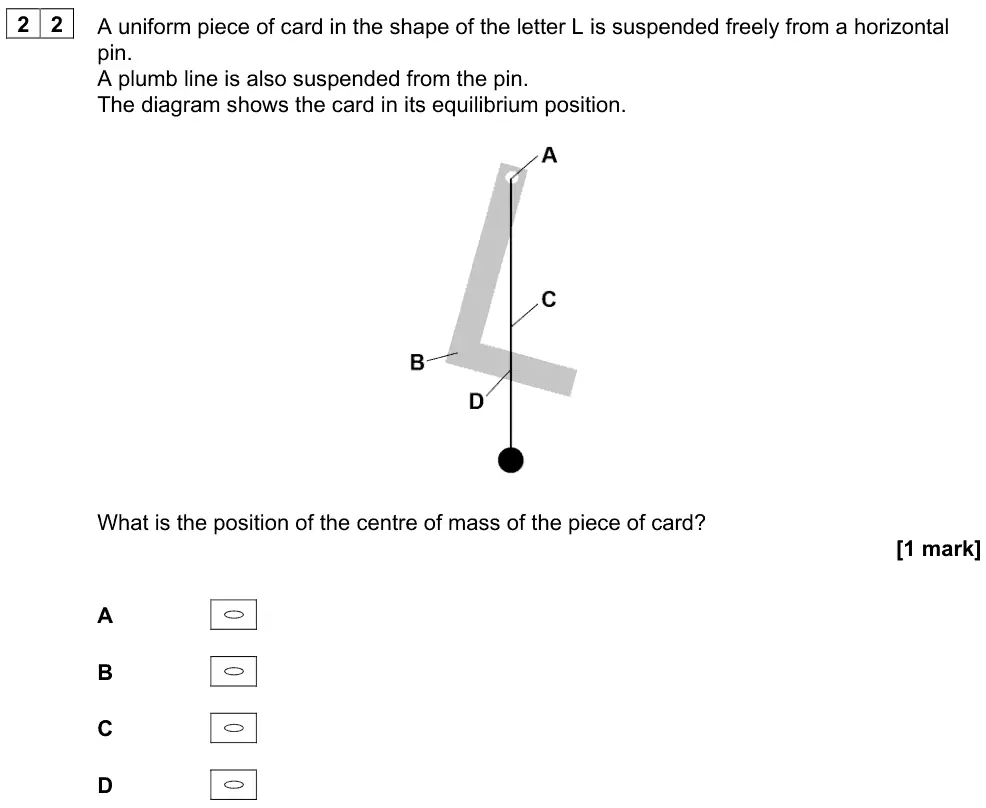 2 2 A uniform piece of card in the shape of the letter L is suspended freely from a horizontal
pin.
A plumb line is also suspended from the pin.
The diagram shows the card in its equilibrium position.
A
C
B
D
What is the position of the centre of mass of the piece of card?
[1 mark]
A
B
C
D